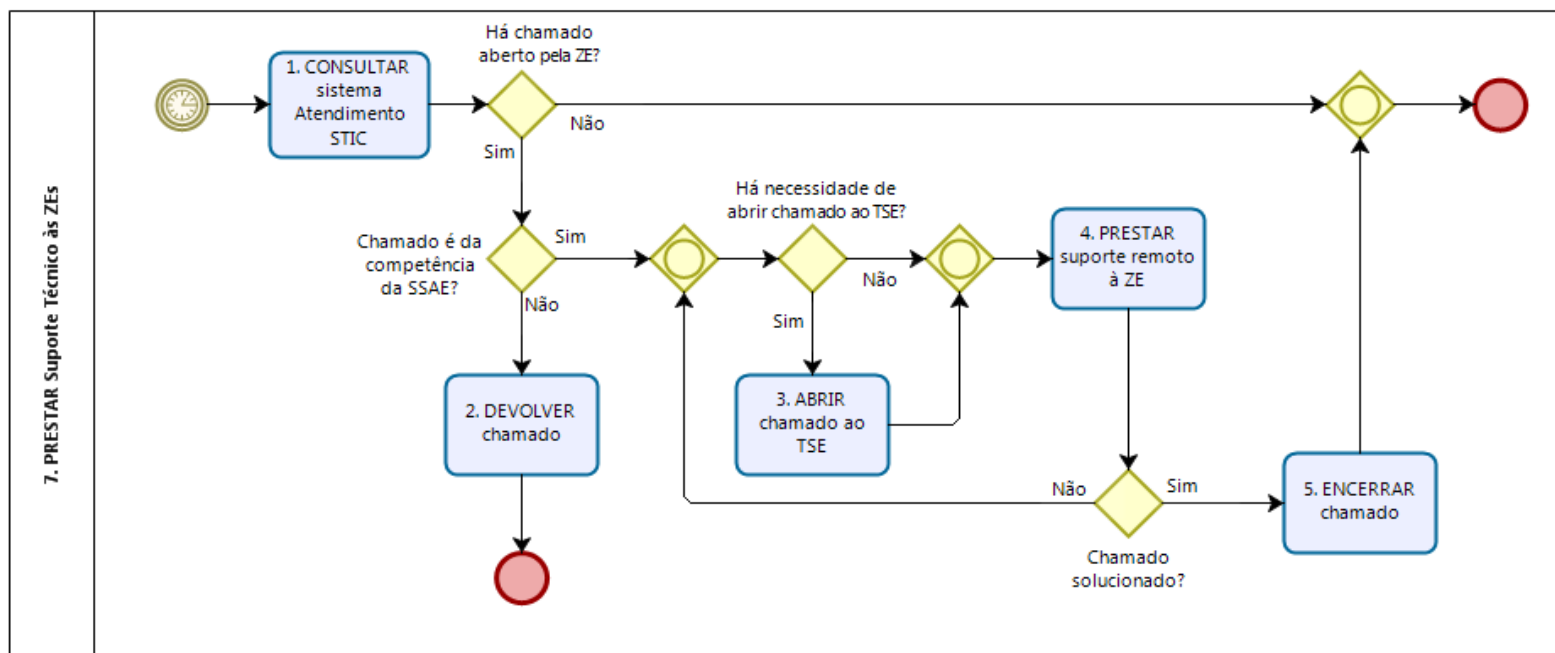 7. PRESTAR Suporte Técnico às ZEs
1. CONSULTAR
sistema
Atendimento
STIC
Há chamado
aberto pela ZE?
Não
Sim
Chamado é da
competência
da SSAE?
Sim
Não
2. DEVOLVER
chamado
Há necessidade de
abrir chamado ao TSE?
Não
Sim
3. ABRIR
chamado ao
TSE
4. PRESTAR
suporte remoto
à ZE
Não
Sim
Chamado
solucionado?
5. ENCERRAR
chamado